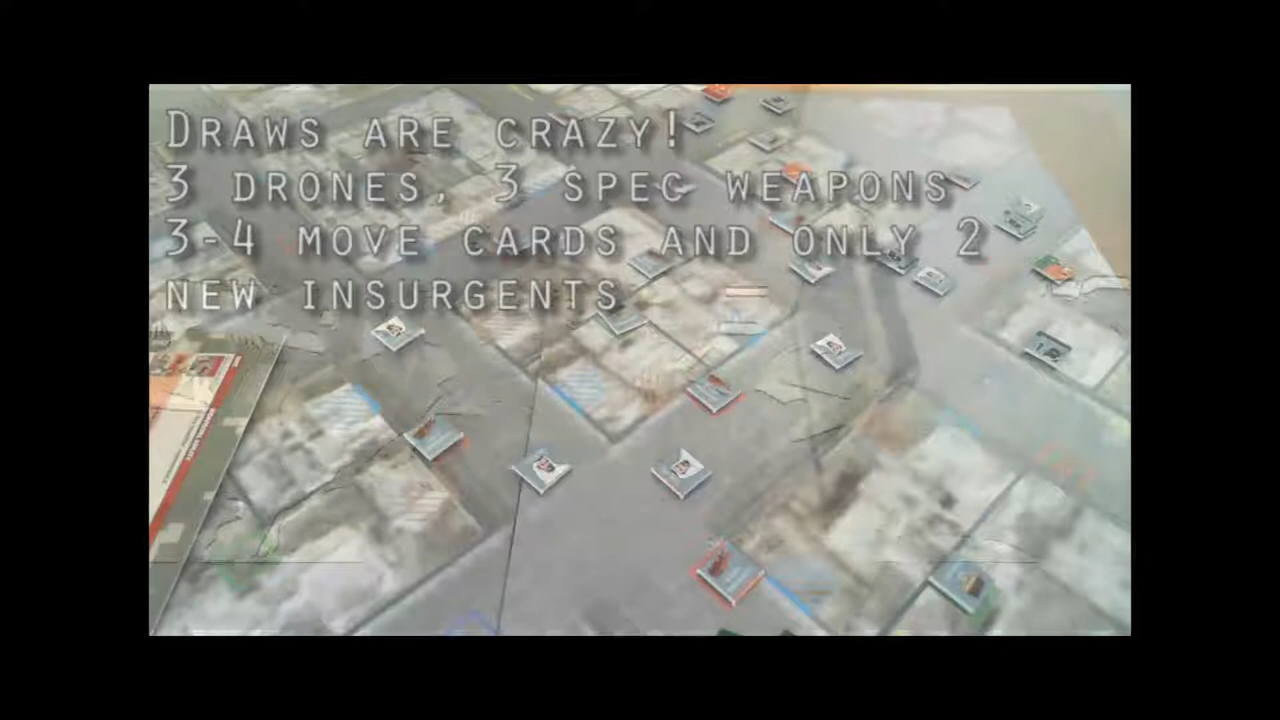 Draws are crazy!
3 drones, 3 spec weapons
3-4 move cards and only 2
new insurgents